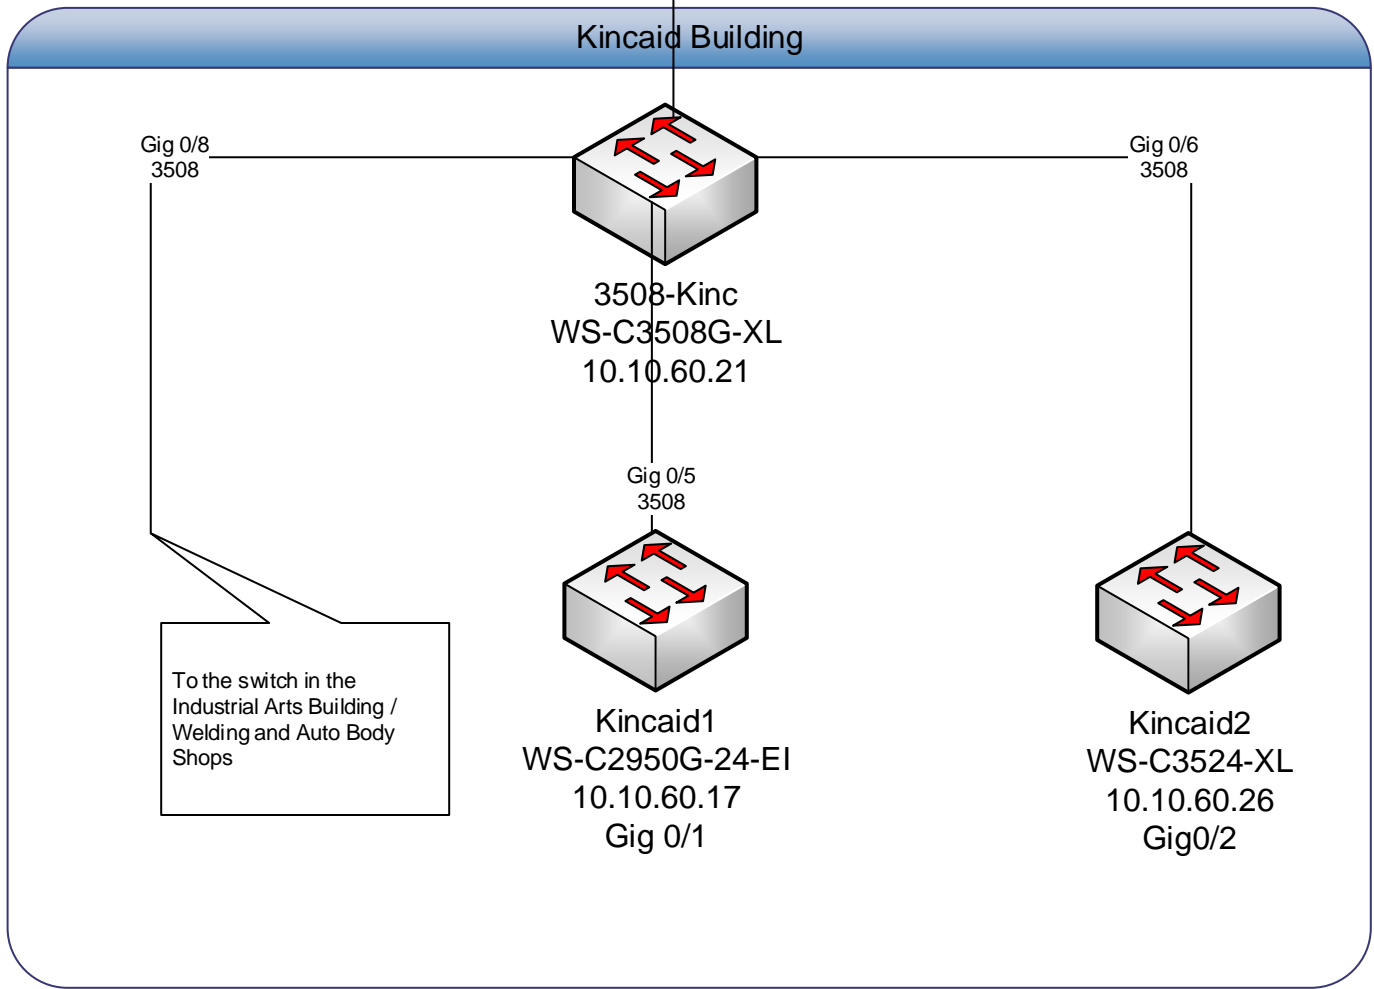 Kincaid Building
Gig 0/8
3508
Gig 0/6
3508
3508-Kinc
WS-C3508G-XL
10.10.60.21
Gig 0/5
3508
To the switch in the
Industrial Arts Building /
Welding and Auto Body
Shops
Kincaid1
WS-C2950G-24-EI
10.10.60.17
Gig 0/1
Kincaid2
WS-C3524-XL
10.10.60.26
Gig0/2